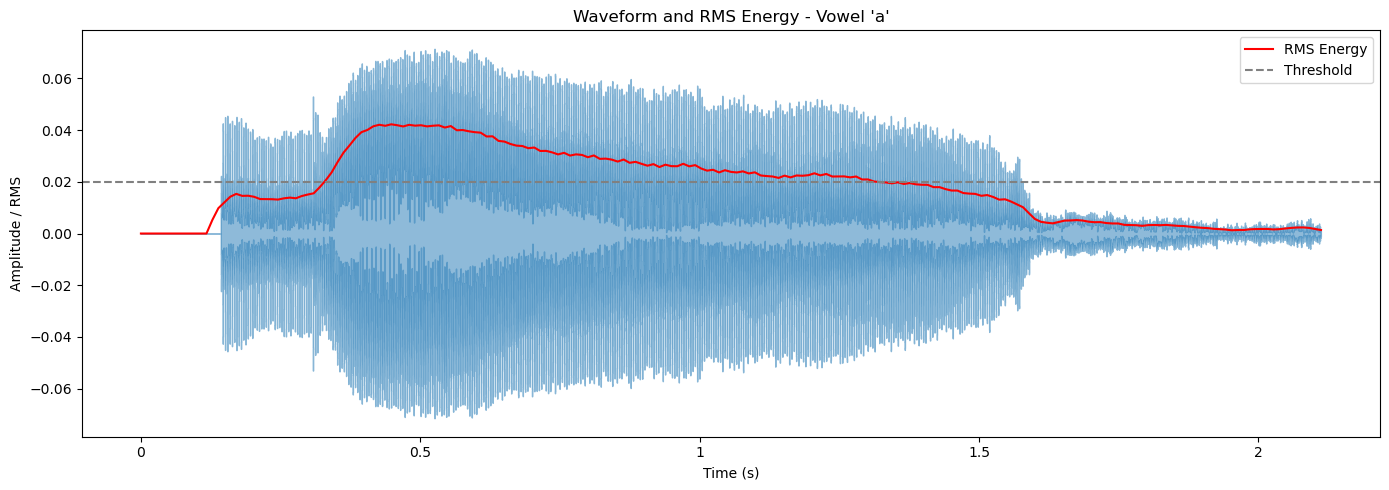 Waveform and RMS Energy - Vowel 'a'
RMS Energy
Threshold
Amplitude / RMS
0.06
0.04
0.02
0.00
−0.02
−0.04
−0.06
0
0.5
1
1.5
2
Time (s)